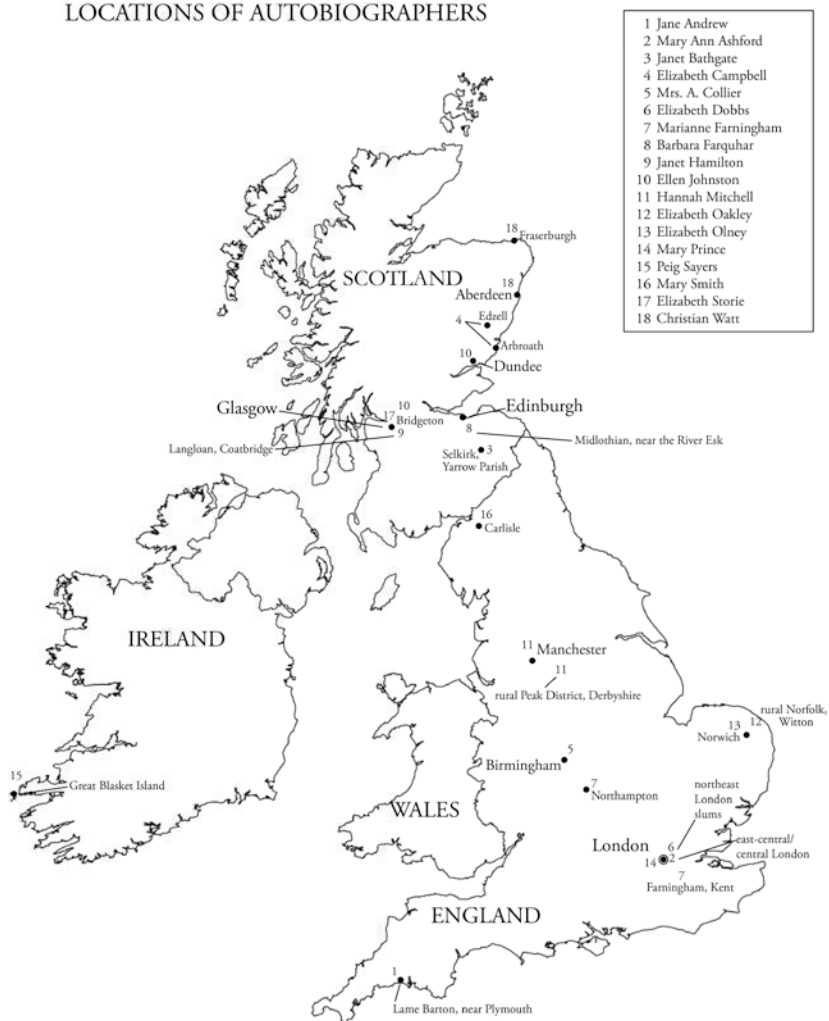 LOCATIONS OF AUTOBIOGRAPHERS
1 Jane Andrew
2 Mary Ann Ashford
3 Janet Bathgate
4 Elizabeth Campbell
5 Mrs. A. Collier
6 Elizabeth Dobbs
7 Marianne Farningham
8 Barbara Farquhar
9 Janet Hamilton
10 Ellen Johnston
11 Hannah Mitchell
12 Elizabeth Oakley
13 Elizabeth Olney
14 Mary Prince
15 Peig Sayers
16 Mary Smith
17 Elizabeth Storie
18 Christian Watt
18
Fraserburgh
SCOTLAND
18
Aberdeen
Edzell
4
Arbroath
10
Dundee
Glasgow
10
17 Bridgeton
9
Langloan, Coatbridge
Edinburgh
8
Midlothian, near the River Esk
3
Selkirk,
Yarrow Parish
16
Carlisle
IRELAND
11 Manchester
11
rural Peak District, Derbyshire
rural Norfolk,
Witton
13 12
Norwich
5
Birmingham
7
Northampton
15
Great Blasket Island
WALES
northeast
London
slums
London
6
14 2
east-central/
central London
7
Farningham, Kent
ENGLAND
1
Lame Barton, near Plymouth